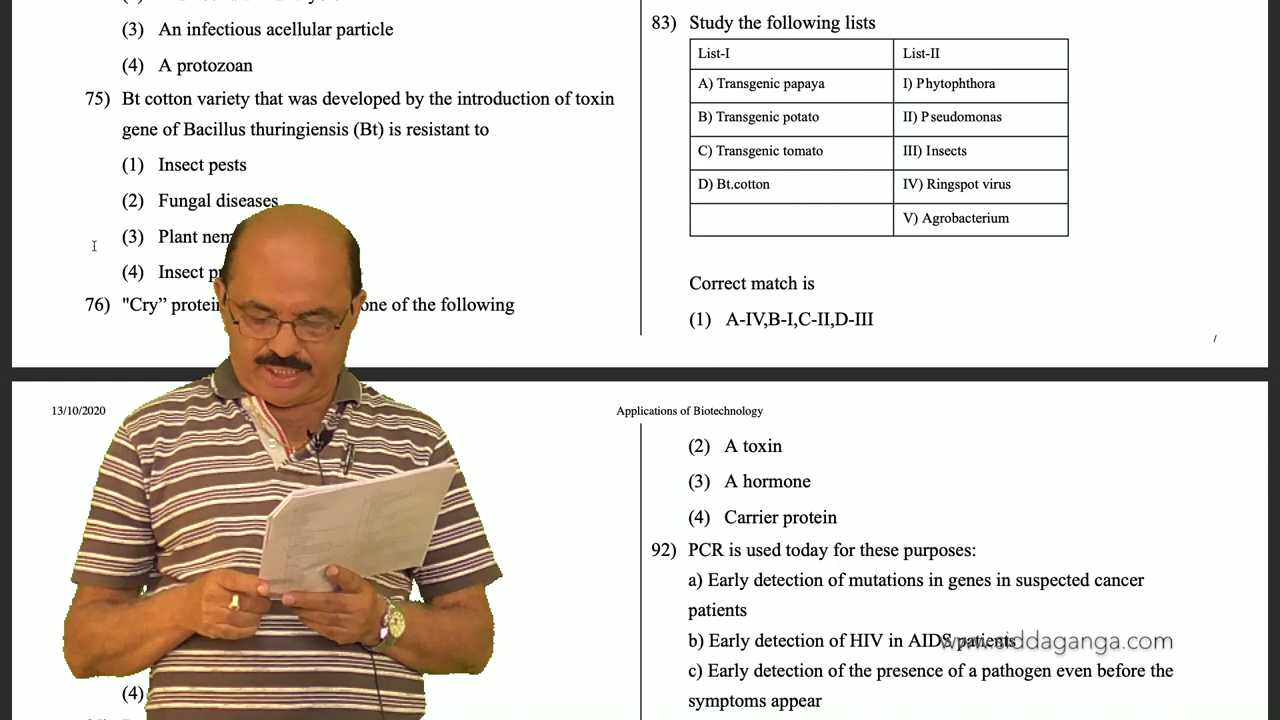 (3) An infectious acellular particle
(4) A protozoan
75) Bt cotton variety that was developed by the introduction of toxin
gene of Bacillus thuringiensis (Bt) is resistant to
(1) Insect pests
(2) Fungal diseases
(3) Plant
(4) Insect
76) "Cry” one of the following
83) Study the following lists
List-I List-II
A) Transgenic papaya I) Phytophthora
B) Transgenic potato II) Pseudomonas
C) Transgenic tomato III) Insects
D) Bt.cotton IV) Ringspot virus
V) Agrobacterium
Correct match is
(1) A-IV,B-I,C-II,D-III
/
13/10/2020
Applications of Biotechnology
(4)
(2) A toxin
(3) A hormone
(4) Carrier protein
92) PCR is used today for these purposes:
a) Early detection of mutations in genes in suspected cancer
patients
b) Early detection of HIV in AIDS patients
www.siddaganga.com
c) Early detection of the presence of a pathogen even before the
symptoms appear